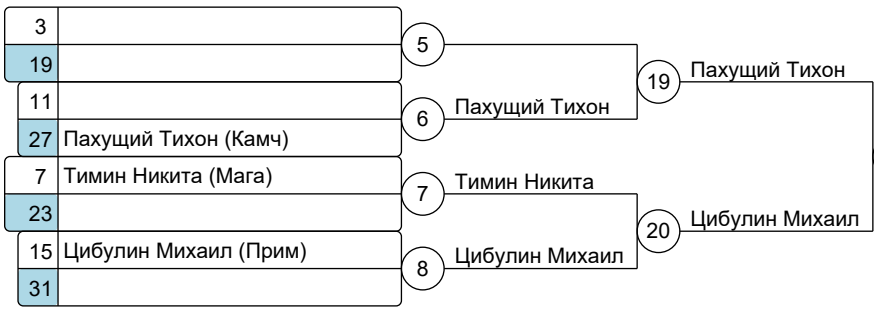 3
19
5
11
27 Пахущий Тихон (Камч)
6 Пахущий Тихон
19 Пахущий Тихон
7 Тимин Никита (Мага)
23
7 Тимин Никита
15 Цибулин Михаил (Прим)
31
8 Цибулин Михаил
20 Цибулин Михаил